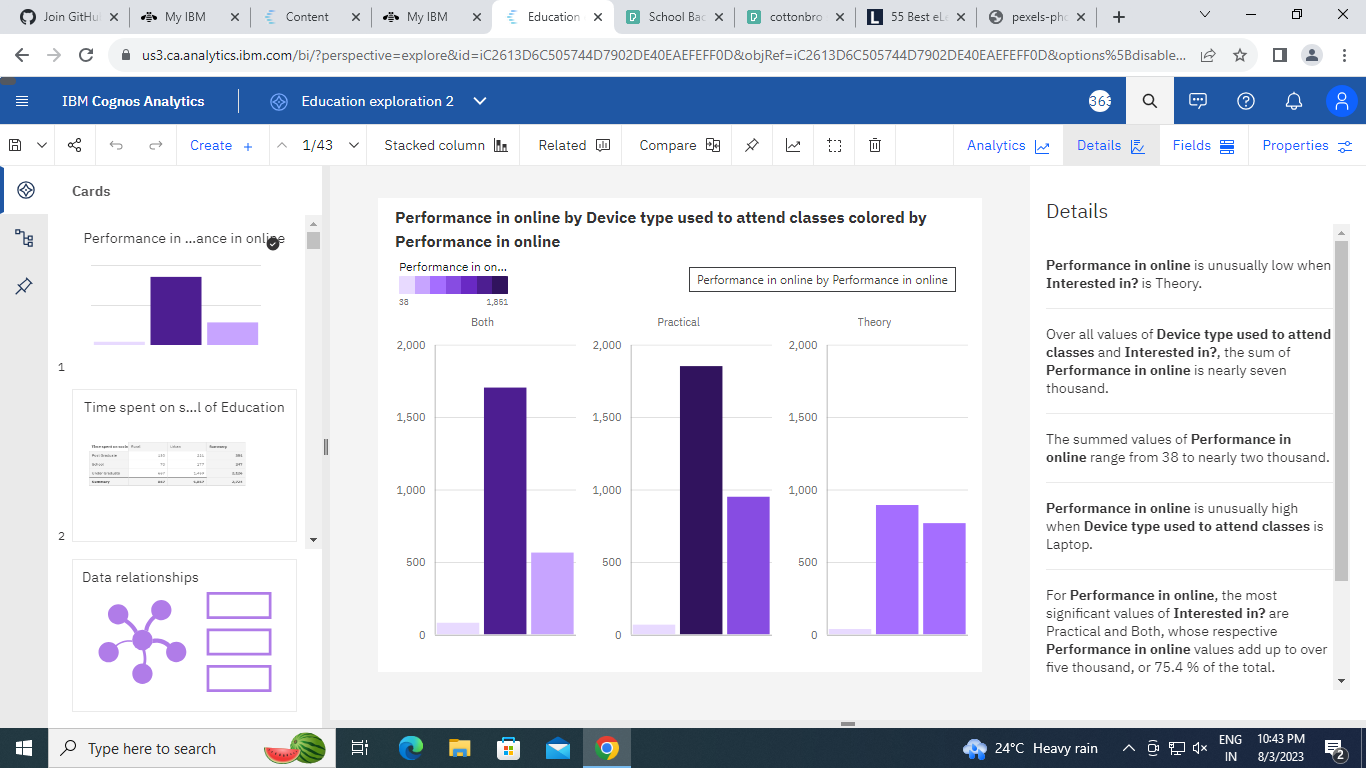 Join GitHu
My IBM
Content
My IBM
Education
School Bac
cottonbro
55 Best eLe
pexels-pho
us3.ca.analytics.ibm.com/bi/?perspective=explore&id=iC2613D6C505744D7902DE40EAEFEFF0D&objRef=iC2613D6C505744D7902DE40EAEFEFF0D&options%5Bdisable...
IBM Cognos Analytics
Education exploration 2
363
Create +
1/43
Stacked column
Related
Compare
Analytics
Details
Fields
Properties
Cards
Performance in ...ance in online
1
Time spent on s...l of Education
2
Data relationships
Performance in online by Device type used to attend classes colored by
Performance in online
Performance in on...
38 1,851
Performance in online by Performance in online
Both Practical Theory
2,000 2,000 2,000
1,500 1,500 1,500
1,000 1,000 1,000
500 500 500
0 0 0
Details
Performance in online is unusually low when
Interested in? is Theory.
Over all values of Device type used to attend
classes and Interested in?, the sum of
Performance in online is nearly seven
thousand.
The summed values of Performance in
online range from 38 to nearly two thousand.
Performance in online is unusually high
when Device type used to attend classes is
Laptop.
For Performance in online, the most
significant values of Interested in? are
Practical and Both, whose respective
Performance in online values add up to over
five thousand, or 75.4 % of the total.
Type here to search
24°C Heavy rain
ENG
IN
10:43 PM
8/3/2023
2